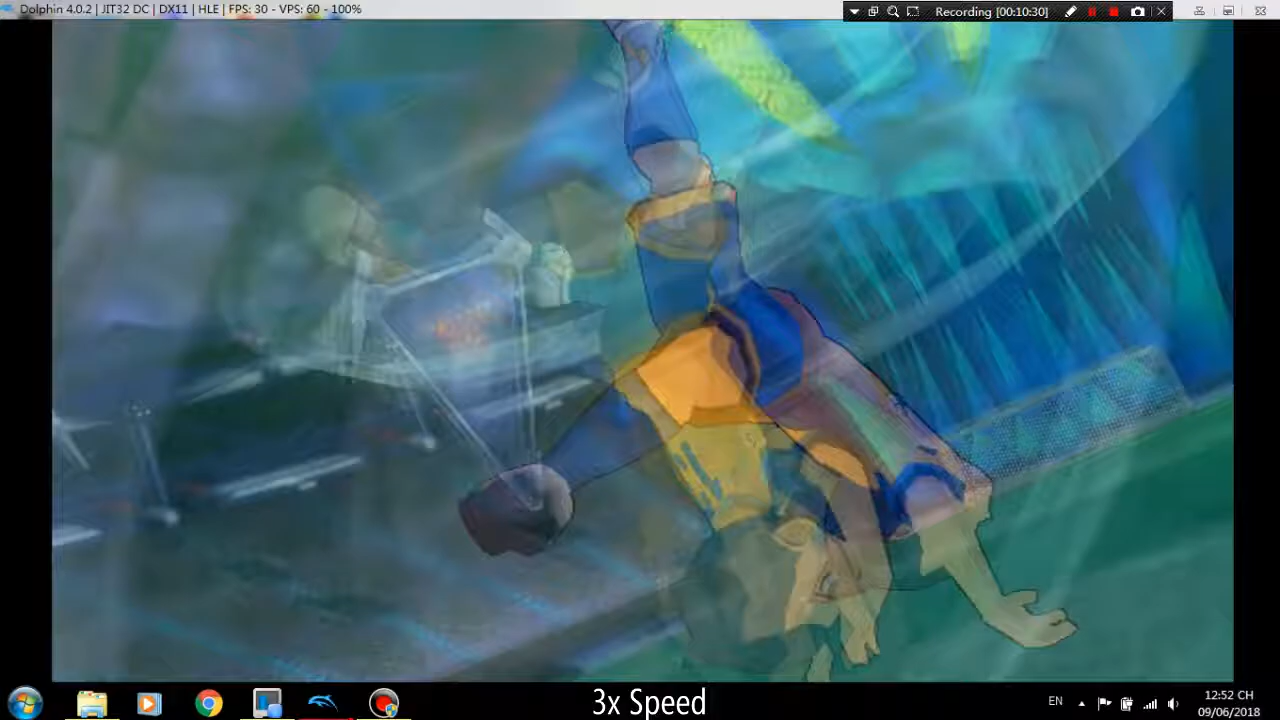 Dolphin 4.0.2 | JIT32 DC | DX11 | HLE | FPS: 30 - VPS: 60 - 100%
Recording [00:10:30]
3x Speed
EN
12:52 CH
09/06/2018